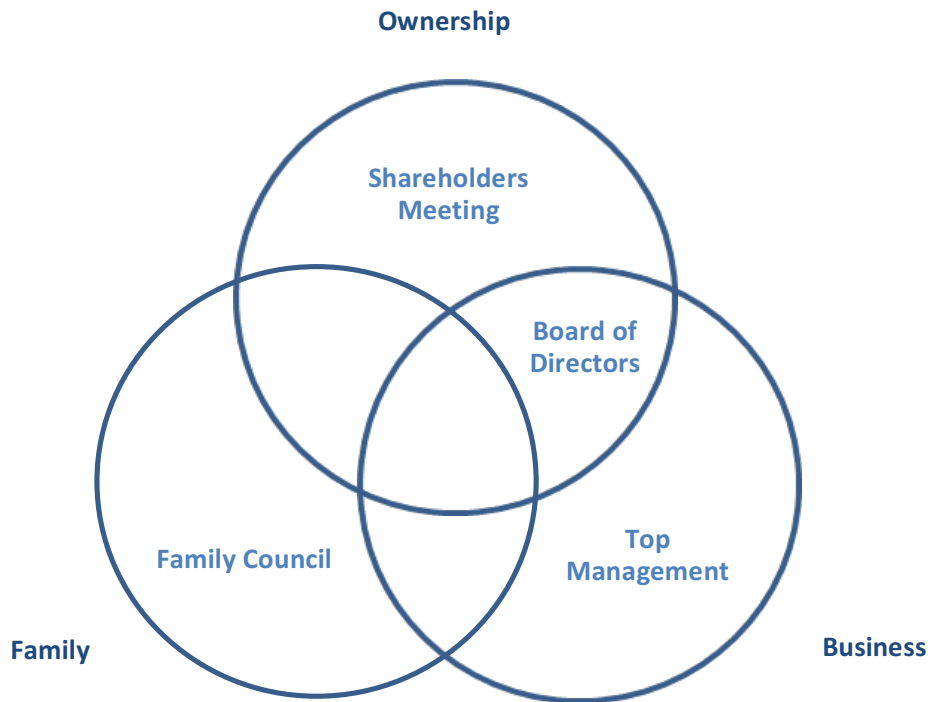 Ownership
Shareholders
Meeting
Board of
Directors
Family Council
Top
Management
Family
Business